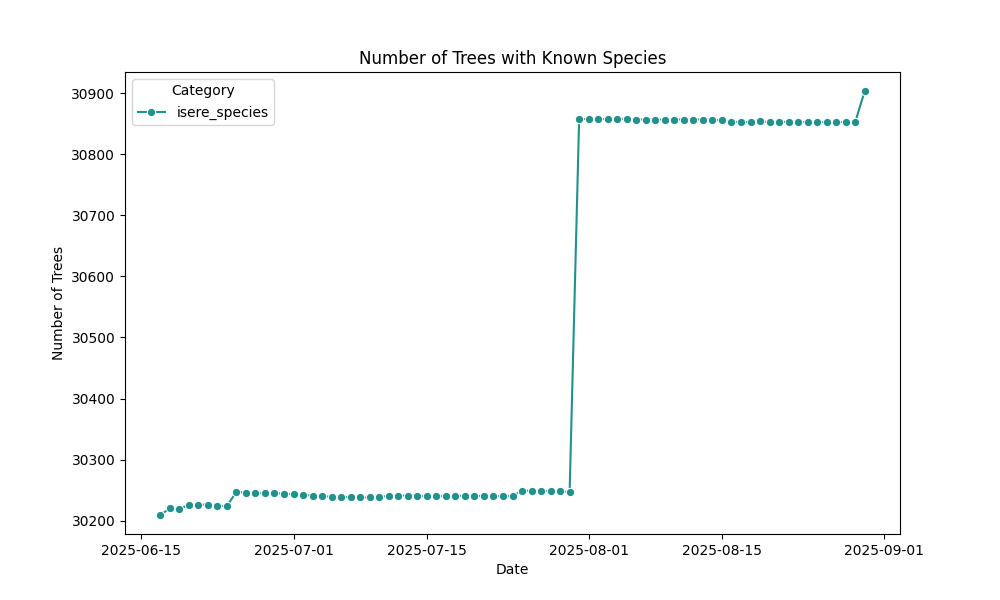 Number of Trees with Known Species
Category
isere_species
30900
30800
30700
30600
30500
30400
30300
30200
Number of Trees
2025-06-15
2025-07-01
2025-07-15
2025-08-01
2025-08-15
2025-09-01
Date